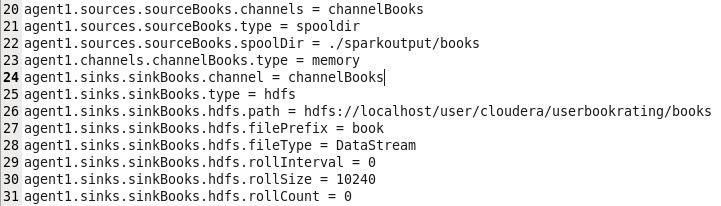 20 agent1.sources.sourceBooks.channels = channelBooks
21 agent1.sources.sourceBooks.type = spooldir
22 agent1.sources.sourceBooks.spoolDir = ./sparkoutput/books
23 agent1.channels.channelBooks.type = memory
24 agent1.sinks.sinkBooks.channel = channelBooks
25 agent1.sinks.sinkBooks.type = hdfs
26 agent1.sinks.sinkBooks.hdfs.path = hdfs://localhost/user/cloudera/userbookrating/books
27 agent1.sinks.sinkBooks.hdfs.filePrefix = book
28 agent1.sinks.sinkBooks.hdfs.fileType = DataStream
29 agent1.sinks.sinkBooks.hdfs.rollInterval = 0
30 agent1.sinks.sinkBooks.hdfs.rollSize = 10240
31 agent1.sinks.sinkBooks.hdfs.rollCount = 0